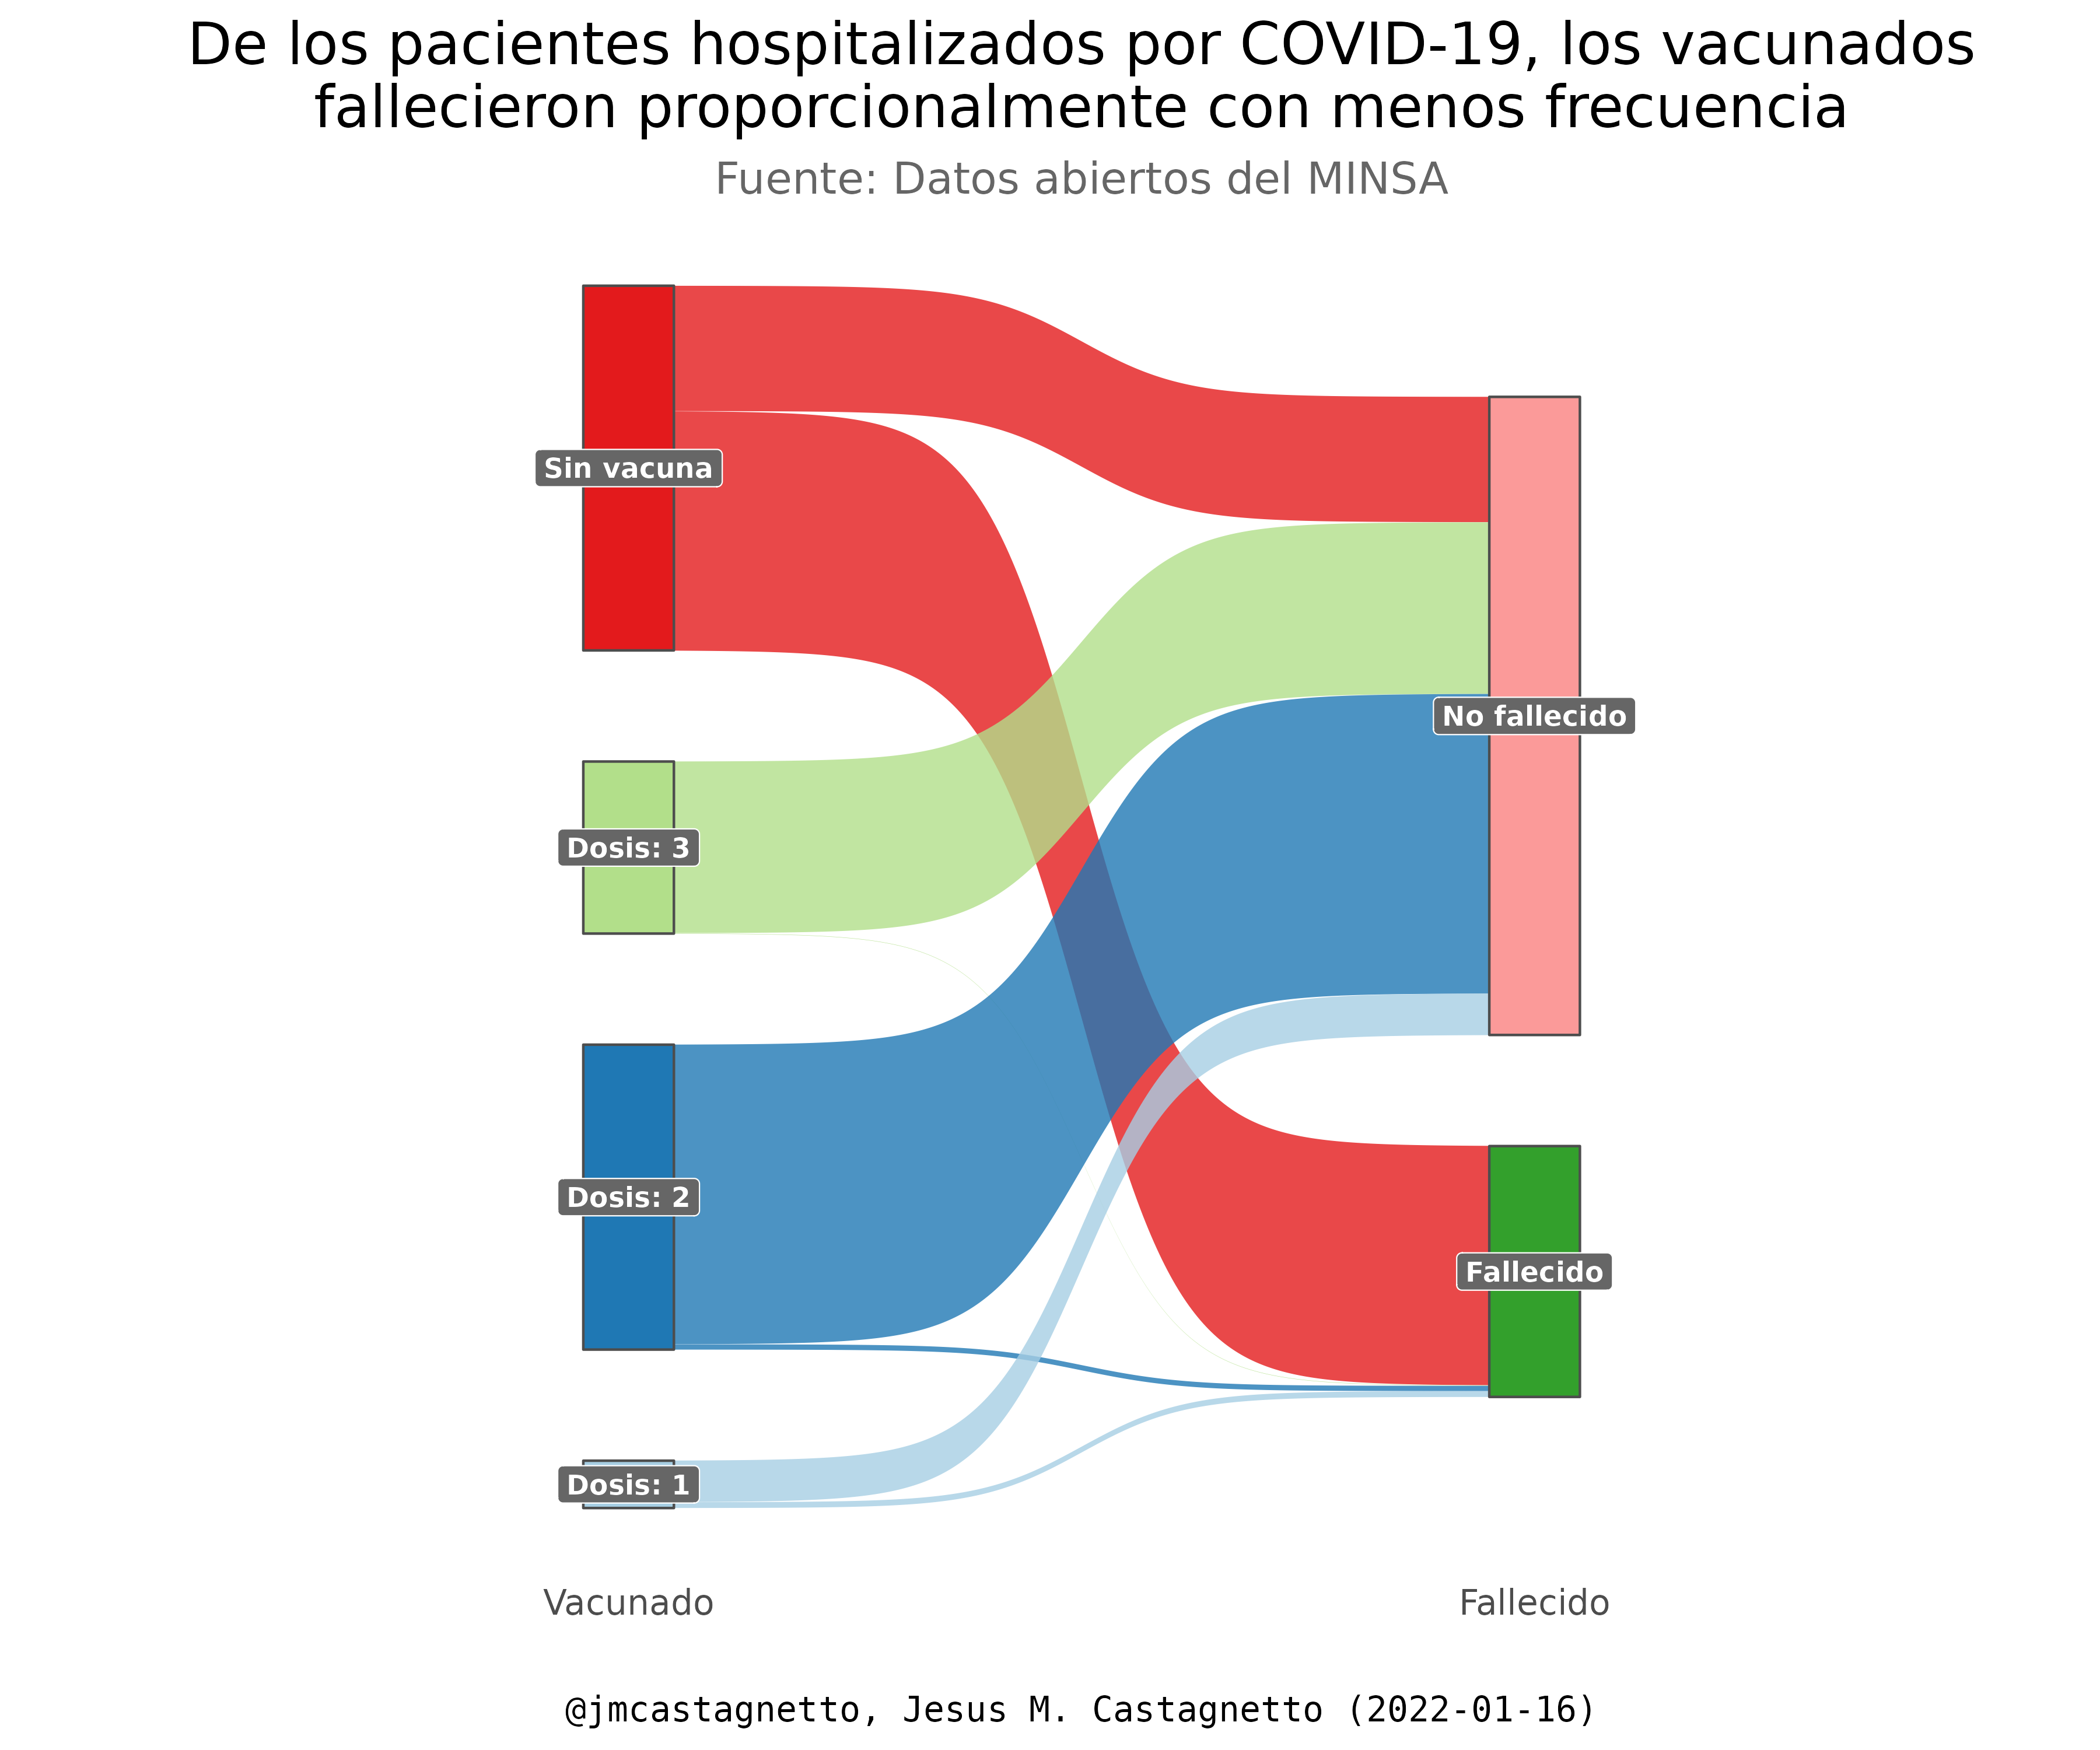 De los pacientes hospitalizados por COVID-19, los vacunados
fallecieron proporcionalmente con menos frecuencia
Fuente: Datos abiertos del MINSA
Sin vacuna
No fallecido
Dosis: 3
Dosis: 2
Fallecido
Dosis: 1
Vacunado
Fallecido
@jmcastagnetto, Jesus M. Castagnetto (2022-01-16)